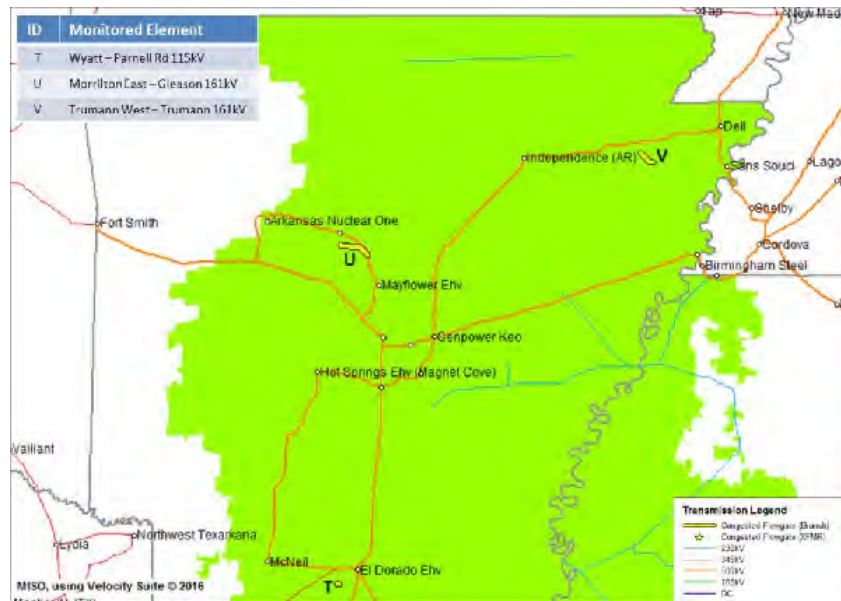 ID Monitored Element
T Wyatt – Parnell Rd 115kV
U Morrilton East – Gleason 161kV
V Trumann West – Trumann 161kV
Tap
New Mad
Dell
Independence (AR)
V
Sans Souci
Lago
Shelby
Fort Smith
Arkansas Nuclear One
Cordova
U
Birmingham Steel
Mayflower Ehv
Genpower Keo
Hot Springs Ehv (Magnet Cove)
Vaillant
Transmission Legend
Congested Flowgate (Branch)
Congested Flowgate (XFMR)
230kV
345kV
500kV
765kV
DC
Northwest Texarkana
Lydia
McNeil
El Dorado Ehv
T
MISO, using Velocity Suite © 2016